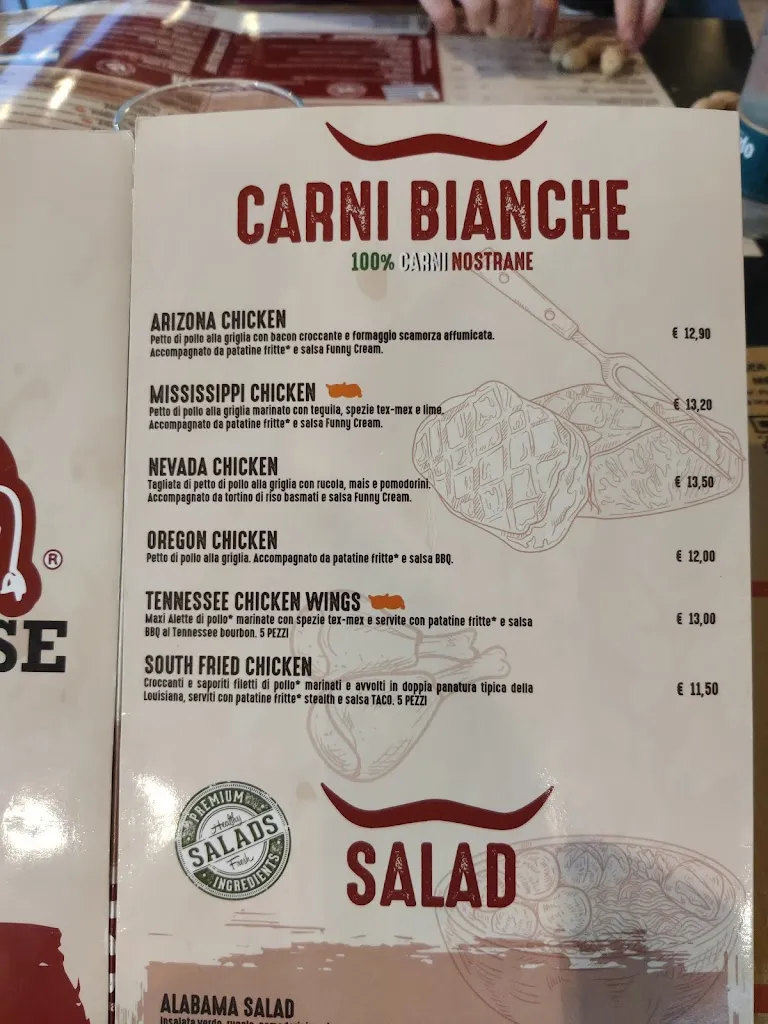 CARNI BIANCHE
100% CARNI NOSTRANE
ARIZONA CHICKEN
Petto di pollo alla griglia con bacon croccante e formaggio scamorza affumicata.
Accompagnato da patatine fritte* e salsa Funny Cream.
€ 12,90
MISSISSIPPI CHICKEN
Petto di pollo alla griglia marinato con tequila, spezie tex-mex e lime.
Accompagnato da patatine fritte* e salsa Funny Cream.
€ 13,20
NEVADA CHICKEN
Tagliata di petto di pollo alla griglia con rucola, mais e pomodorini.
Accompagnato da tortino di riso basmati e salsa Funny Cream.
€ 13,50
OREGON CHICKEN
Petto di pollo alla griglia. Accompagnato da patatine fritte* e salsa BBQ.
€ 12,00
TENNESSEE CHICKEN WINGS
Maxi Alette di pollo* marinate con spezie tex-mex e servite con patatine fritte* e salsa
BBQ al Tennessee bourbon. 5 PEZZI
€ 13,00
SOUTH FRIED CHICKEN
Croccanti e saporiti filetti di pollo* marinati e avvolti in doppia panatura tipica della
Louisiana, serviti con patatine fritte* stealth e salsa TACO. 5 PEZZI
€ 11,50
®
SE
PREMIUM
Healthy
SALADS
Fresh
INGREDIENTS
SALAD
ALABAMA SALAD